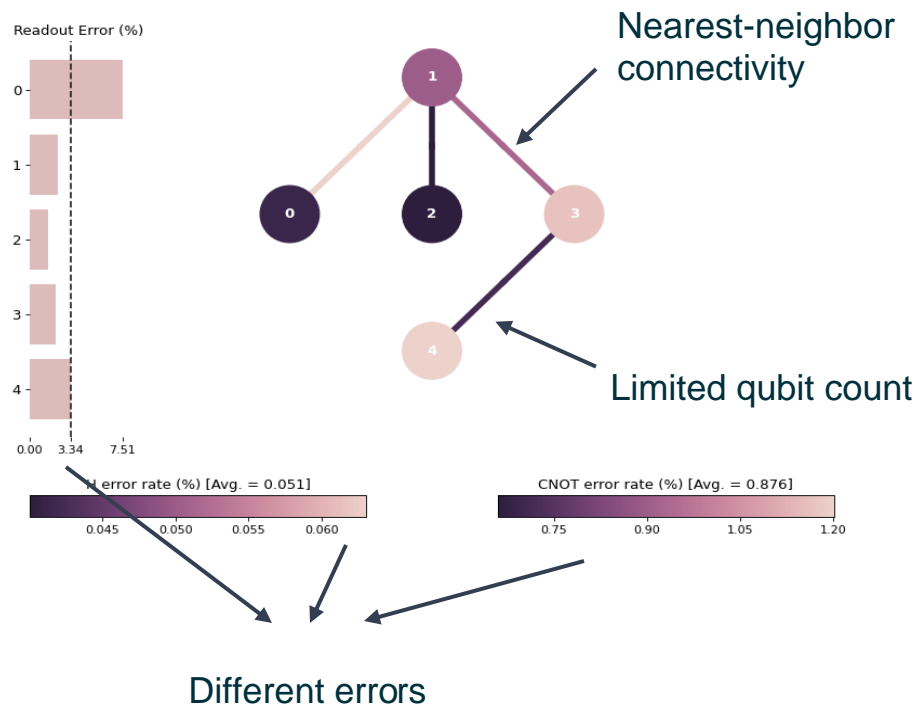 Readout Error (%)
Nearest-neighbor
connectivity
0
1
2
3
4
1
0
2
3
4
Limited qubit count
0.00 3.34 7.51
H error rate (%) [Avg. = 0.051]
0.045 0.050 0.055 0.060
CNOT error rate (%) [Avg. = 0.876]
0.75 0.90 1.05 1.20
Different errors